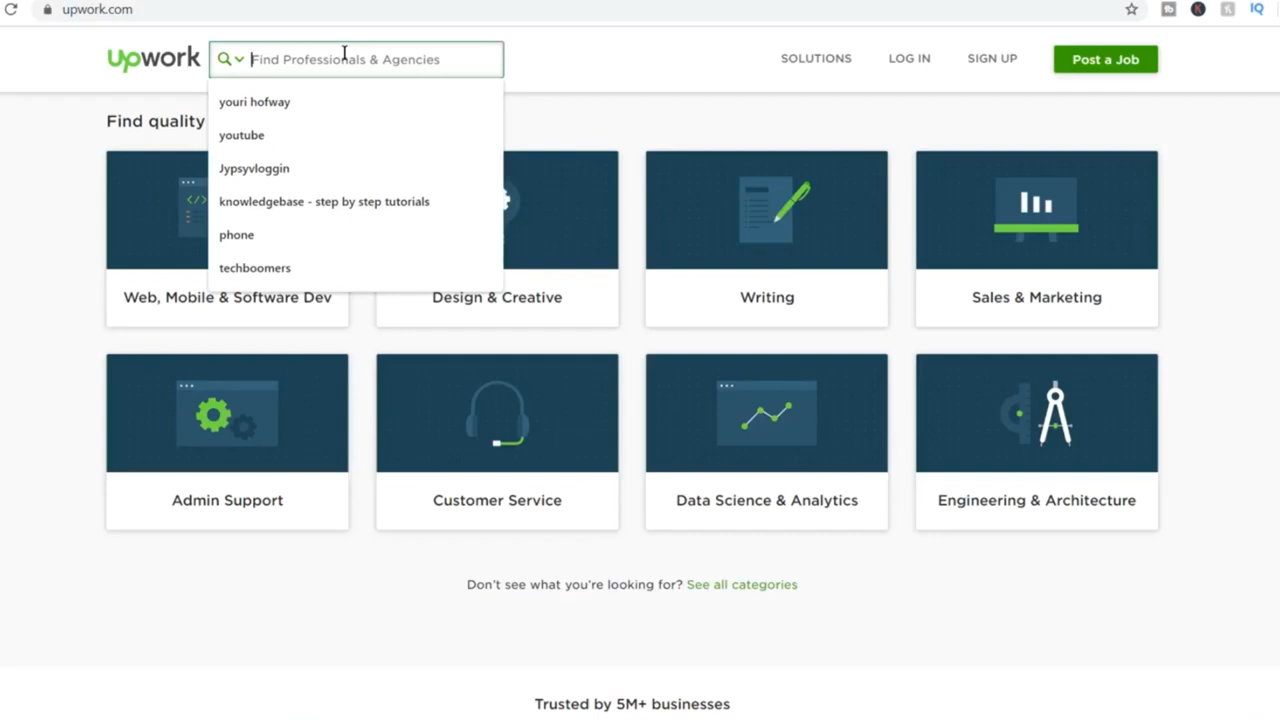 upwork.com
upwork
Find Professionals & Agencies
SOLUTIONS
LOG IN
SIGN UP
Post a Job
youri hofway
youtube
Jypsyvloggin
knowledgebase - step by step tutorials
phone
techboomers
Find quality
Web, Mobile & Software Dev
Design & Creative
Writing
Sales & Marketing
Admin Support
Customer Service
Data Science & Analytics
Engineering & Architecture
Don't see what you're looking for? See all categories
Trusted by 5M+ businesses
K
IQ